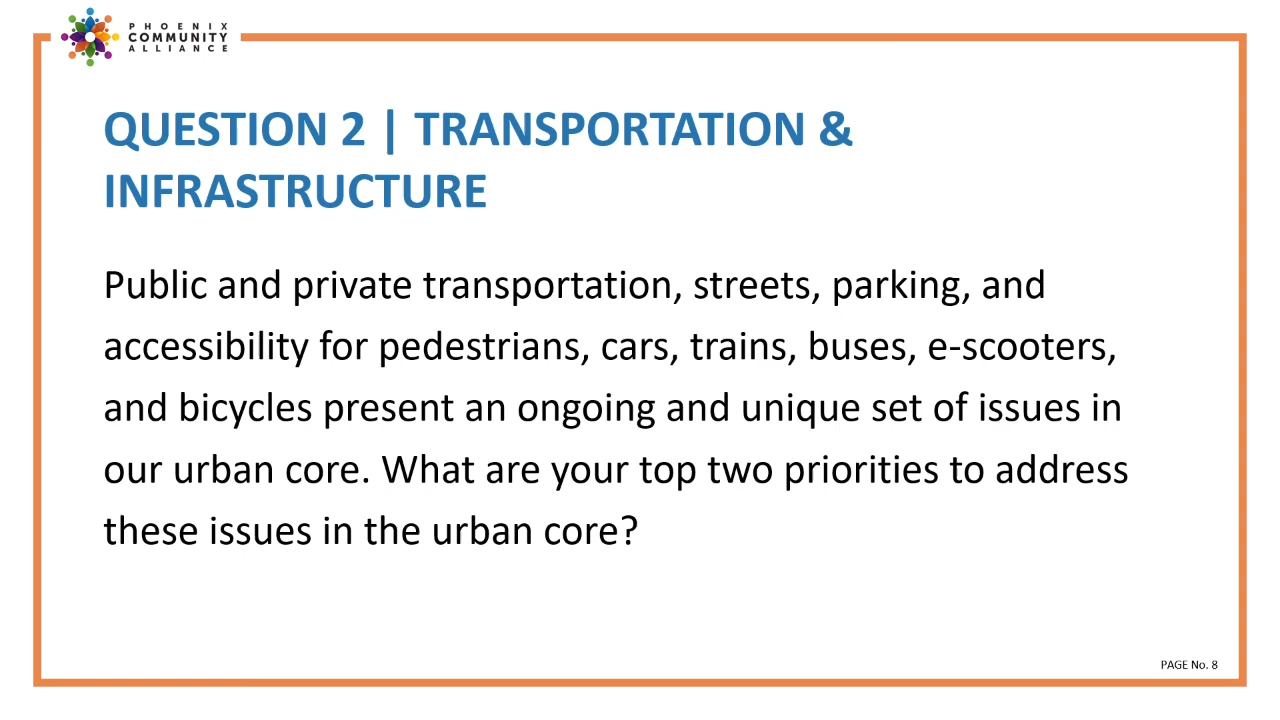 PHOENIX
COMMUNITY
ALLIANCE
QUESTION 2 | TRANSPORTATION &
INFRASTRUCTURE
Public and private transportation, streets, parking, and
accessibility for pedestrians, cars, trains, buses, e-scooters,
and bicycles present an ongoing and unique set of issues in
our urban core. What are your top two priorities to address
these issues in the urban core?
PAGE No. 8